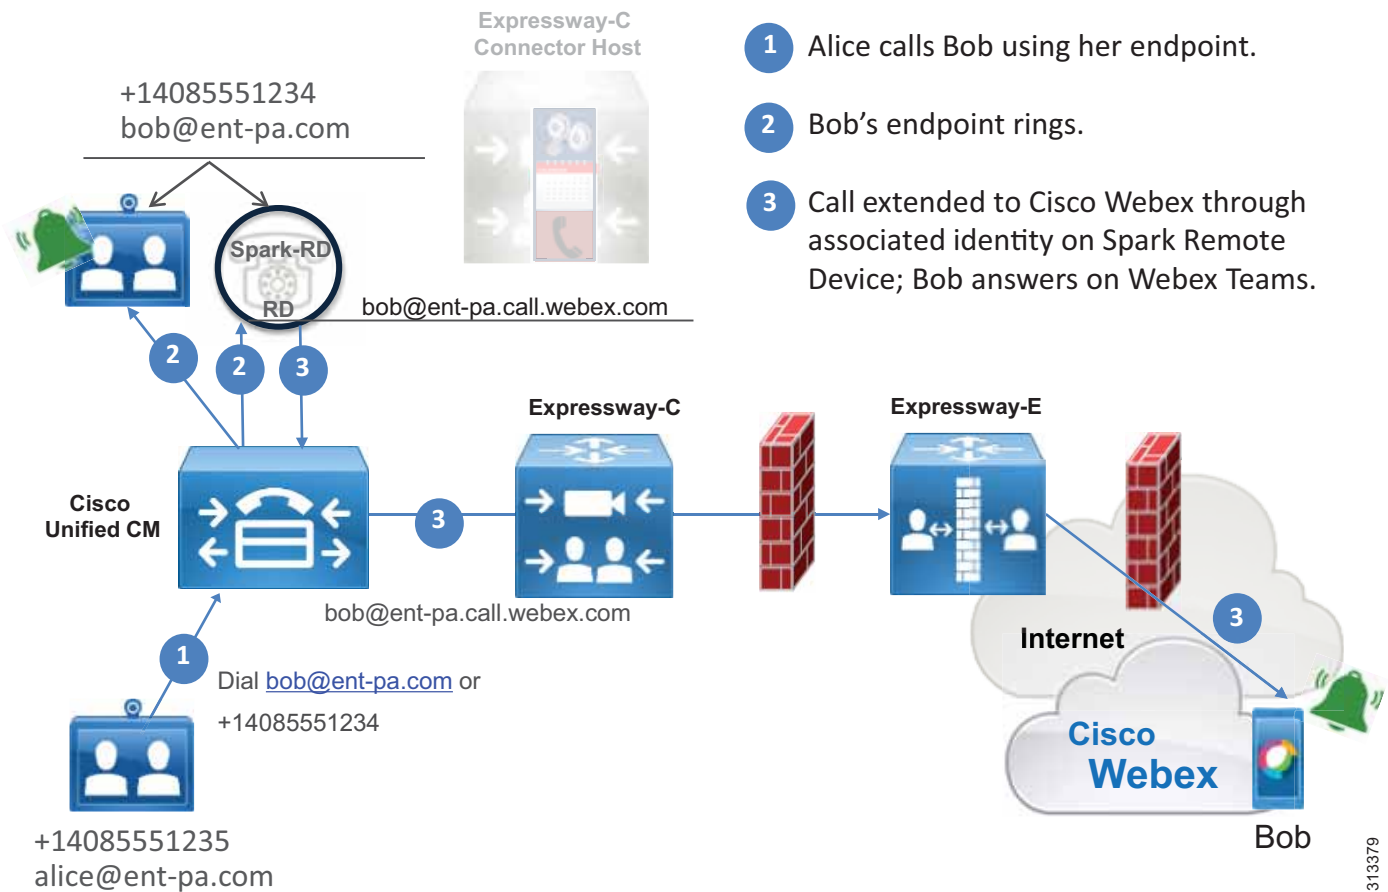 Expressway-C
Connector Host
1 Alice calls Bob using her endpoint.
+14085551234
bob@ent-pa.com
2 Bob's endpoint rings.
3 Call extended to Cisco Webex through
associated identity on Spark Remote
Device; Bob answers on Webex Teams.
Spark-RD
RD
bob@ent-pa.call.webex.com
2
2
3
Expressway-C
Expressway-E
Cisco
Unified CM
3
bob@ent-pa.call.webex.com
3
Internet
1
Dial bob@ent-pa.com or
+14085551234
Cisco
Webex
Bob
+14085551235
alice@ent-pa.com
313379